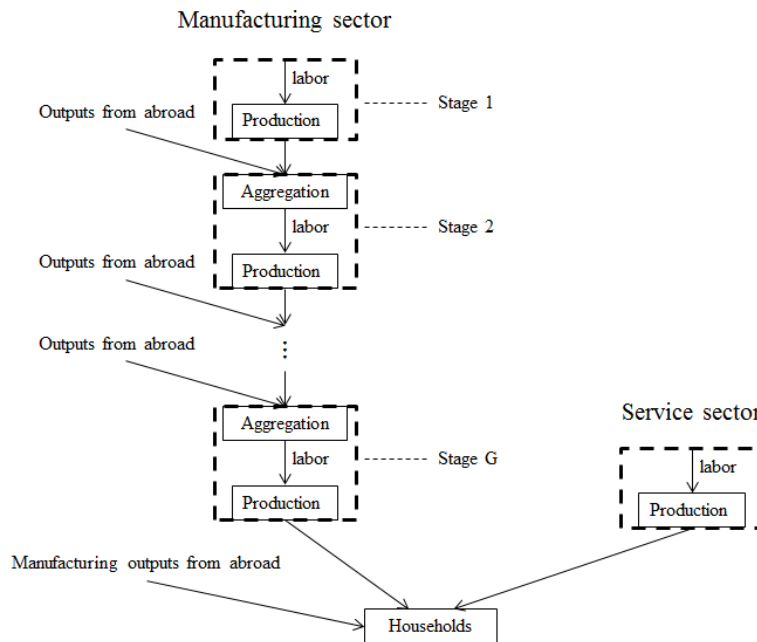 Manufacturing sector
labor
Outputs from abroad
Production
Stage 1
Aggregation
labor
Stage 2
Outputs from abroad
Production
Outputs from abroad
⋮
Aggregation
Service sector
labor
Stage G
labor
Production
Production
Manufacturing outputs from abroad
Households